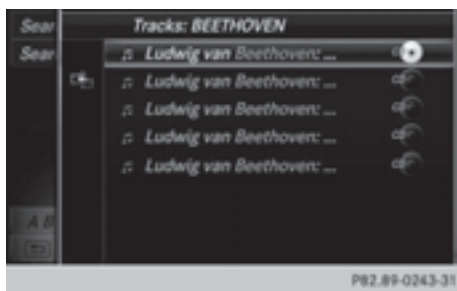 Sear
Tracks: BEETHOVEN
Sear
Ludwig van Beethoven: ...
Ludwig van Beethoven: ...
Ludwig van Beethoven: ...
Ludwig van Beethoven: ...
Ludwig van Beethoven: ...
A B
P82.89-0243-31